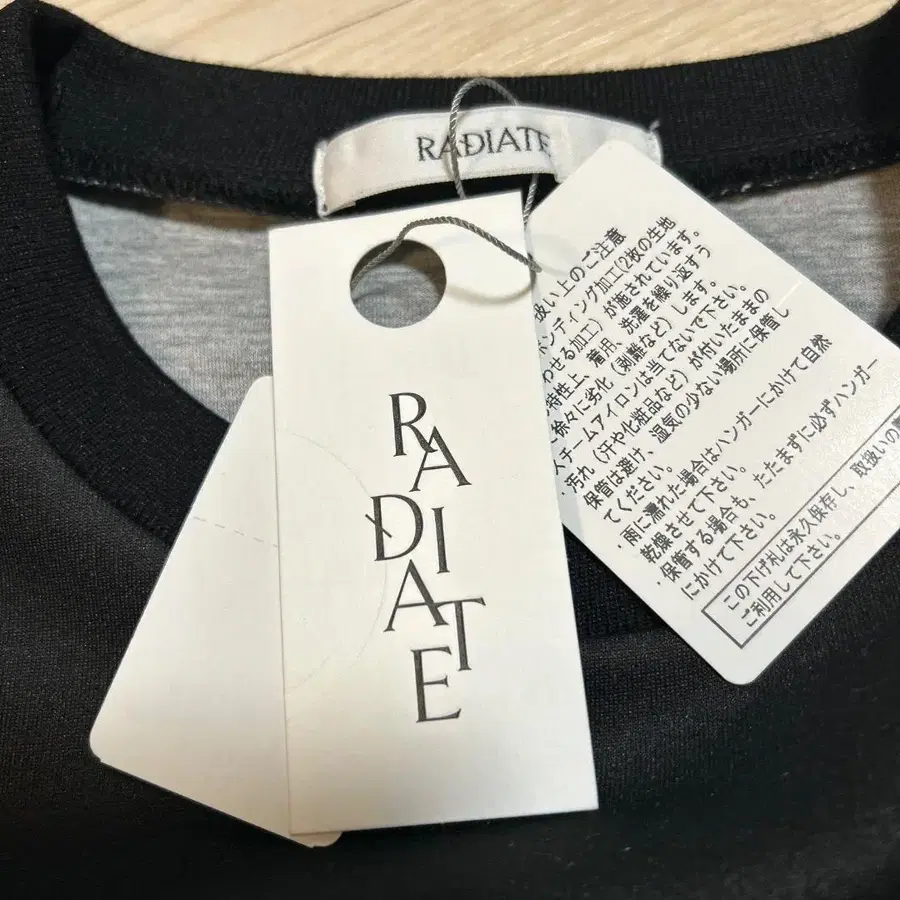 RADIATE
RADIATE
扱い上のご注意
ンディング加工(2枚の生地
わせる加工)が施されています。
特性上、着用、洗濯を繰り返すう
徐々に劣化(剥離など)します。
スチームアイロンは当てないで下さい。
・汚れ(汗や化粧品など)が付いたままの
保管は避け、湿気の少ない場所に保管し
てください。
・雨に濡れた場合はハンガーにかけて自然
乾燥させて下さい。
・保管する場合も、たたまずに必ずハンガー
にかけて下さい。
この下げ札は永久保存し、取扱いの
ご利用して下さい。